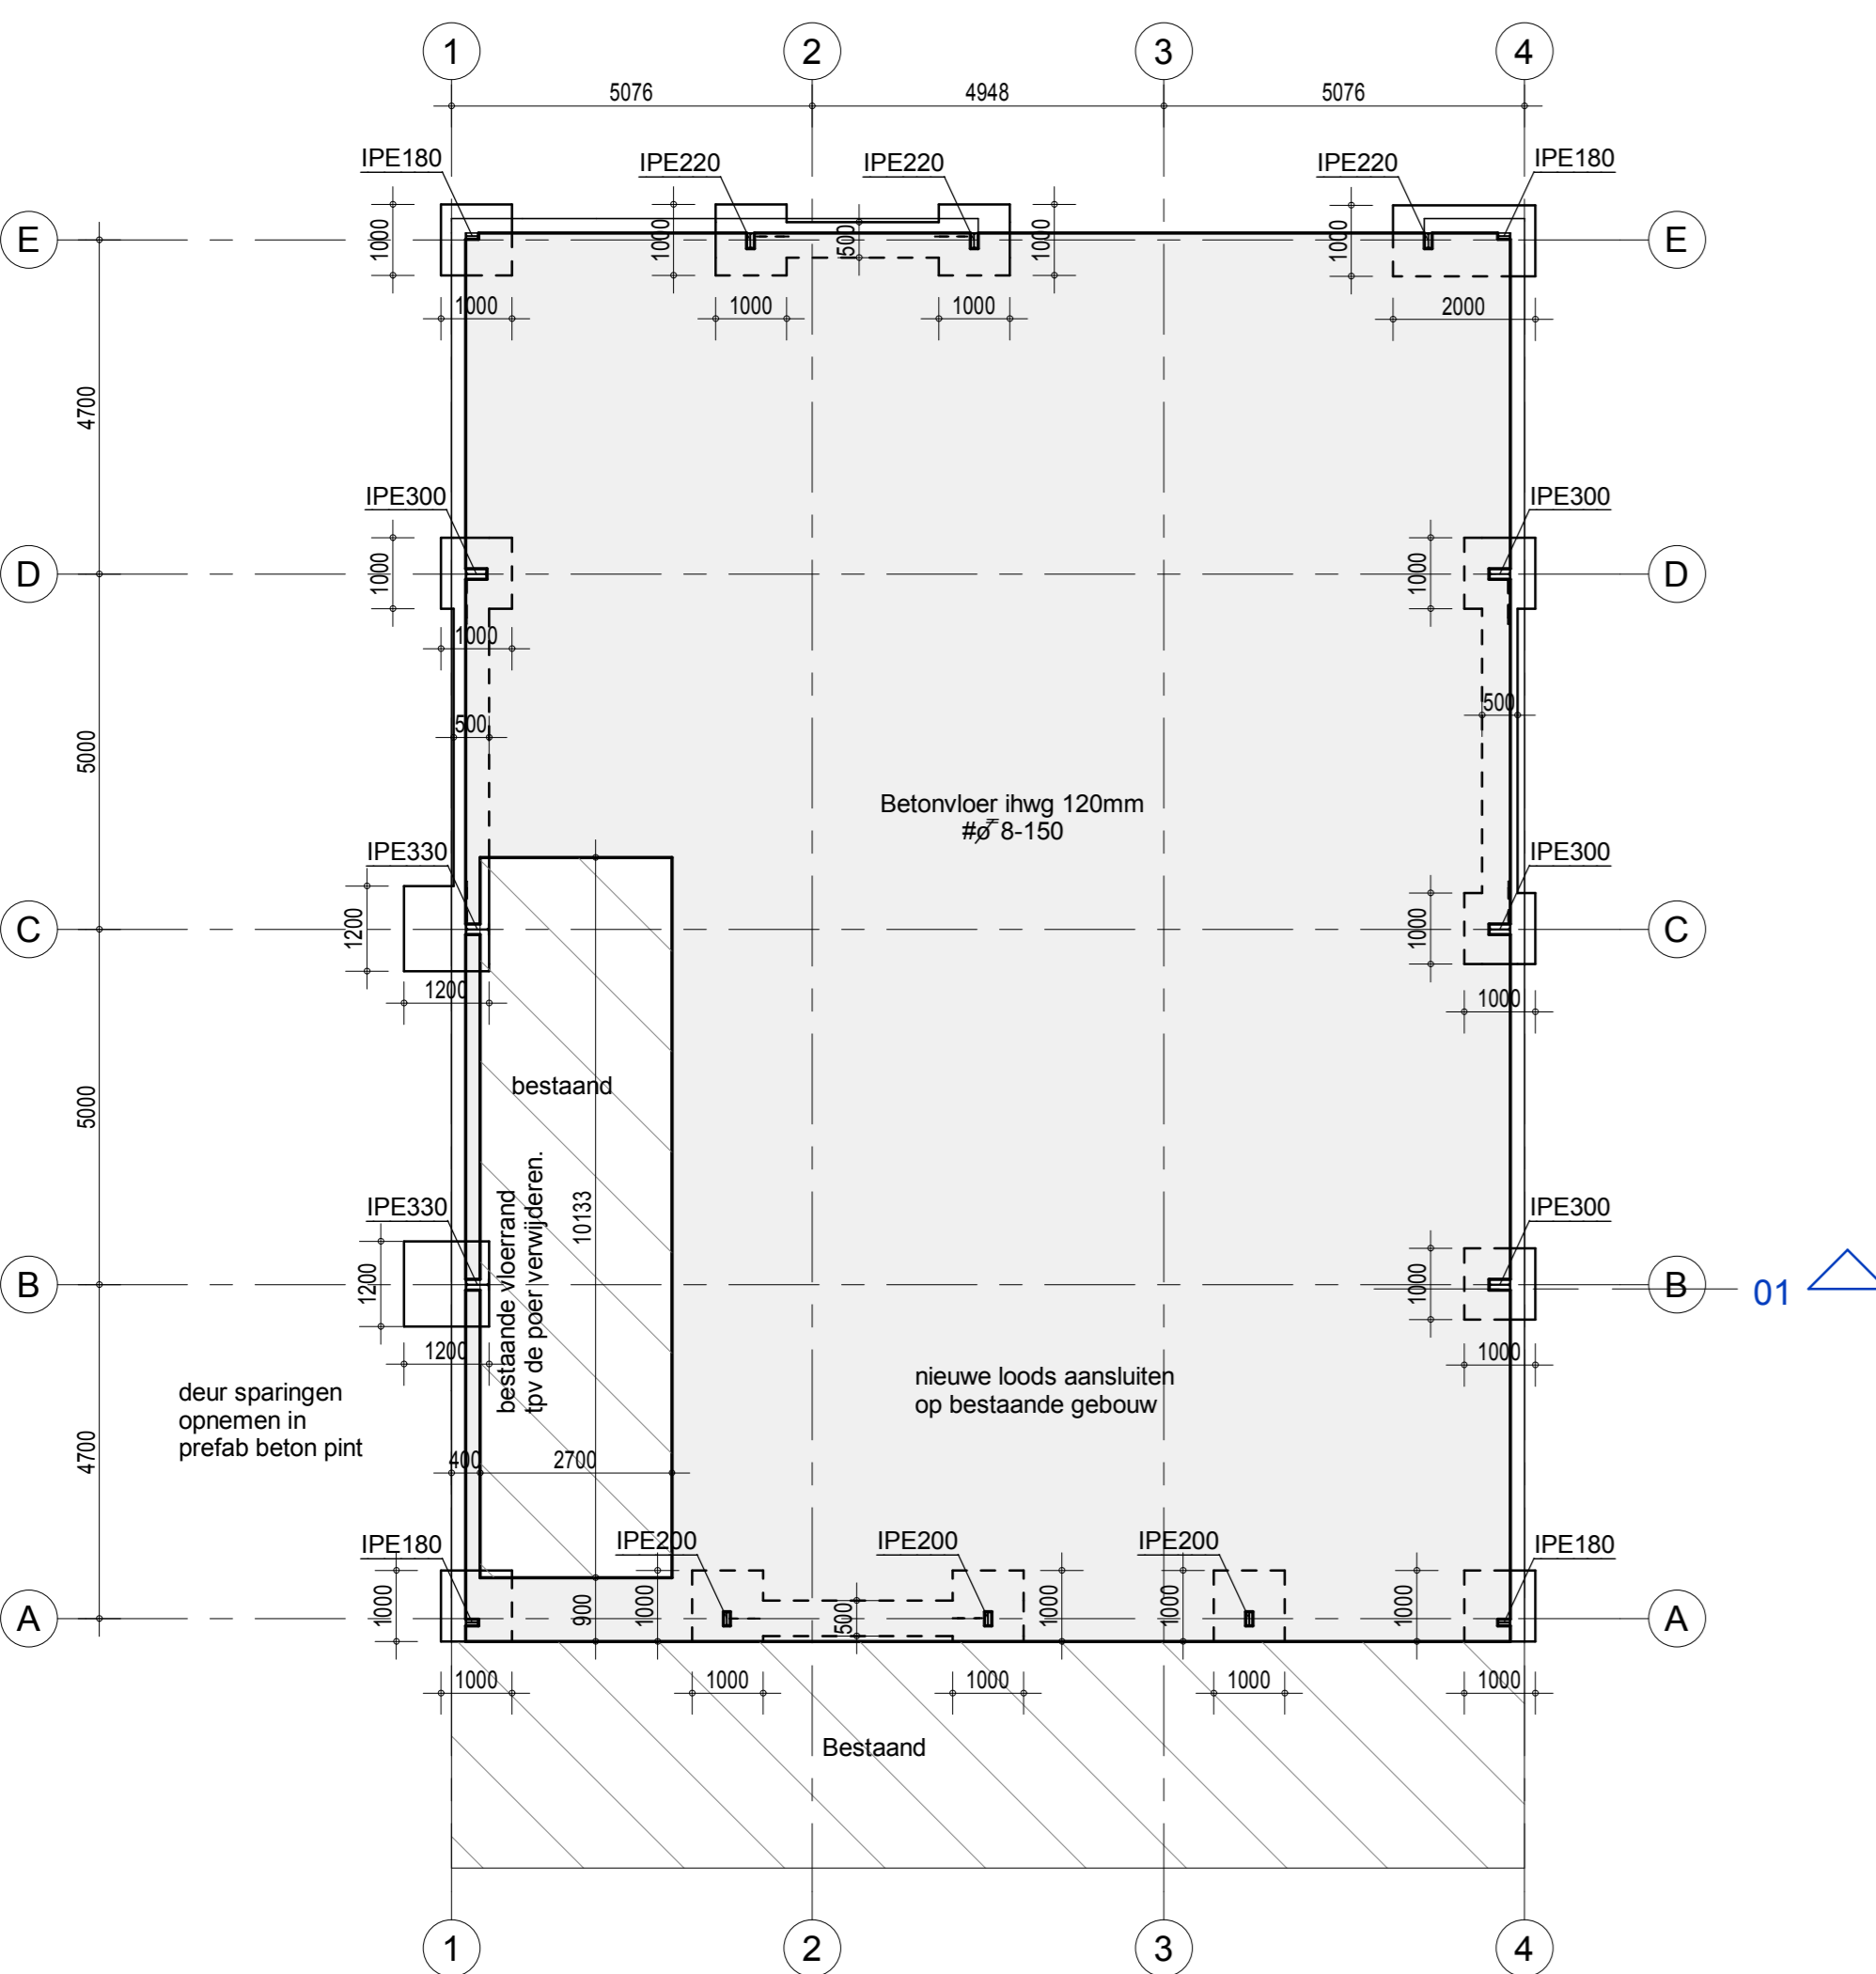 1 2 3 4
5076 4948 5076
IPE180 IPE220 IPE220 IPE220 IPE180
E 1000 1000 500 1000 1000 E
1000 1000 1000 2000
4700
IPE300 IPE300
D 1000 1000 D
1000
500 500
5000
Betonvloer ihwg 120mm
8-150
IPE330 IPE300
C 1200 1000 C
1200 1000
bestaand
5000
10133
bestaande vloerrand
tpv de poer verwijderen.
IPE330 IPE300
B 1200 1000 B 01
1200 1000
nieuwe loods aansluiten
op bestaande gebouw
deur sparingen
opnemen in
prefab beton pint
4700
400 2700
IPE180 IPE200 IPE200 IPE200 IPE180
A 1000 900 1000 500 1000 1000 1000 A
1000 1000 1000 1000 1000
Bestaand
1 2 3 4